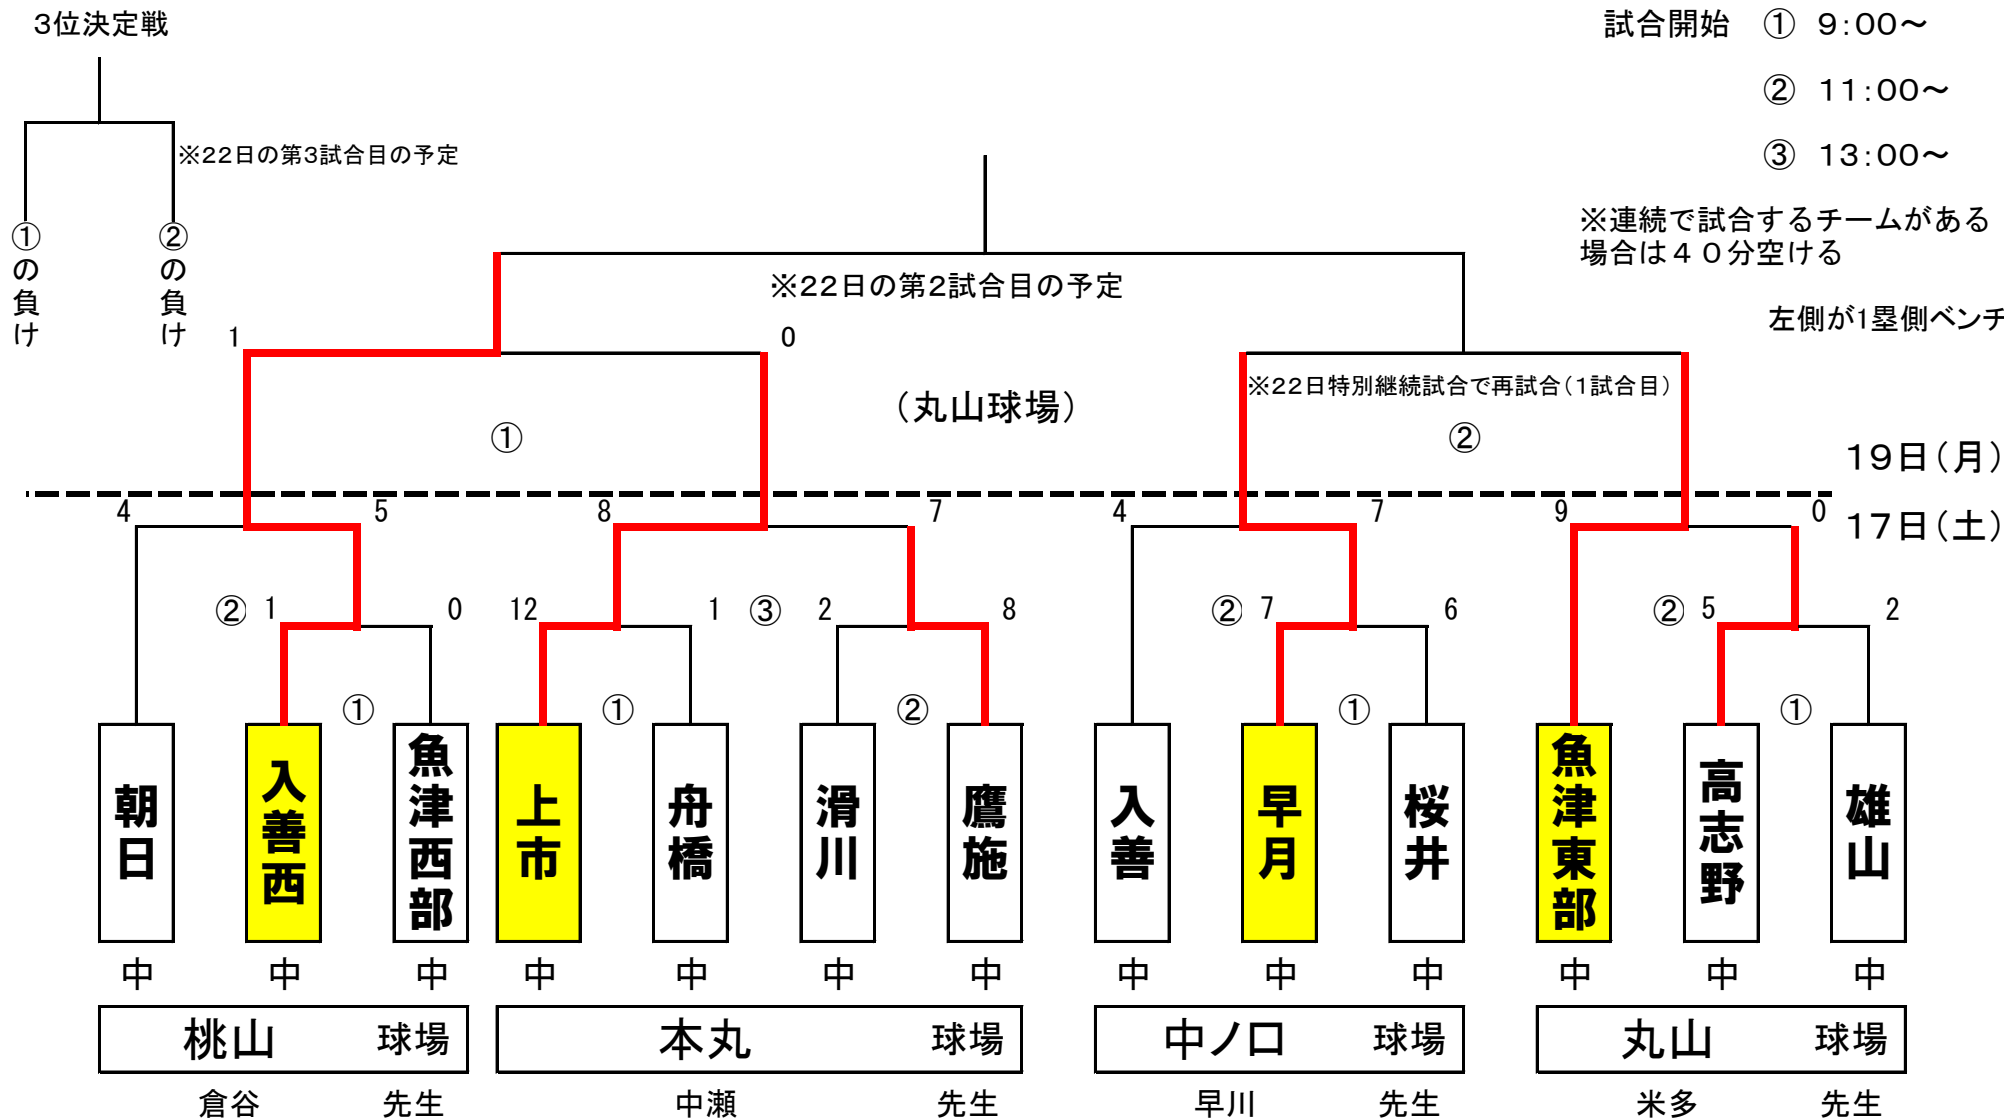 3位決定戦
試合開始 ① 9:00～
② 11:00～
※22日の第3試合目の予定
③ 13:00～
①の負け
②の負け
※連続で試合するチームがある
場合は４０分空ける
※22日の第2試合目の予定
左側が1塁側ベンチ
1 0
※22日特別継続試合で再試合（1試合目）
（丸山球場）
① ②
19日（月）
4 5 8 7 4 7 9 0
17日（土）
② 1 0 12 1 ③ 2 8 ② 7 6 ② 5 2
① ① ② ① ①
朝日
入善西
魚津西部
上市
舟橋
滑川
鷹施
入善
早月
桜井
魚津東部
高志野
雄山
中 中 中 中 中 中 中 中 中 中 中 中 中
桃山 球場 本丸 球場 中ノ口 球場 丸山 球場
倉谷 先生 中瀬 先生 早川 先生 米多 先生